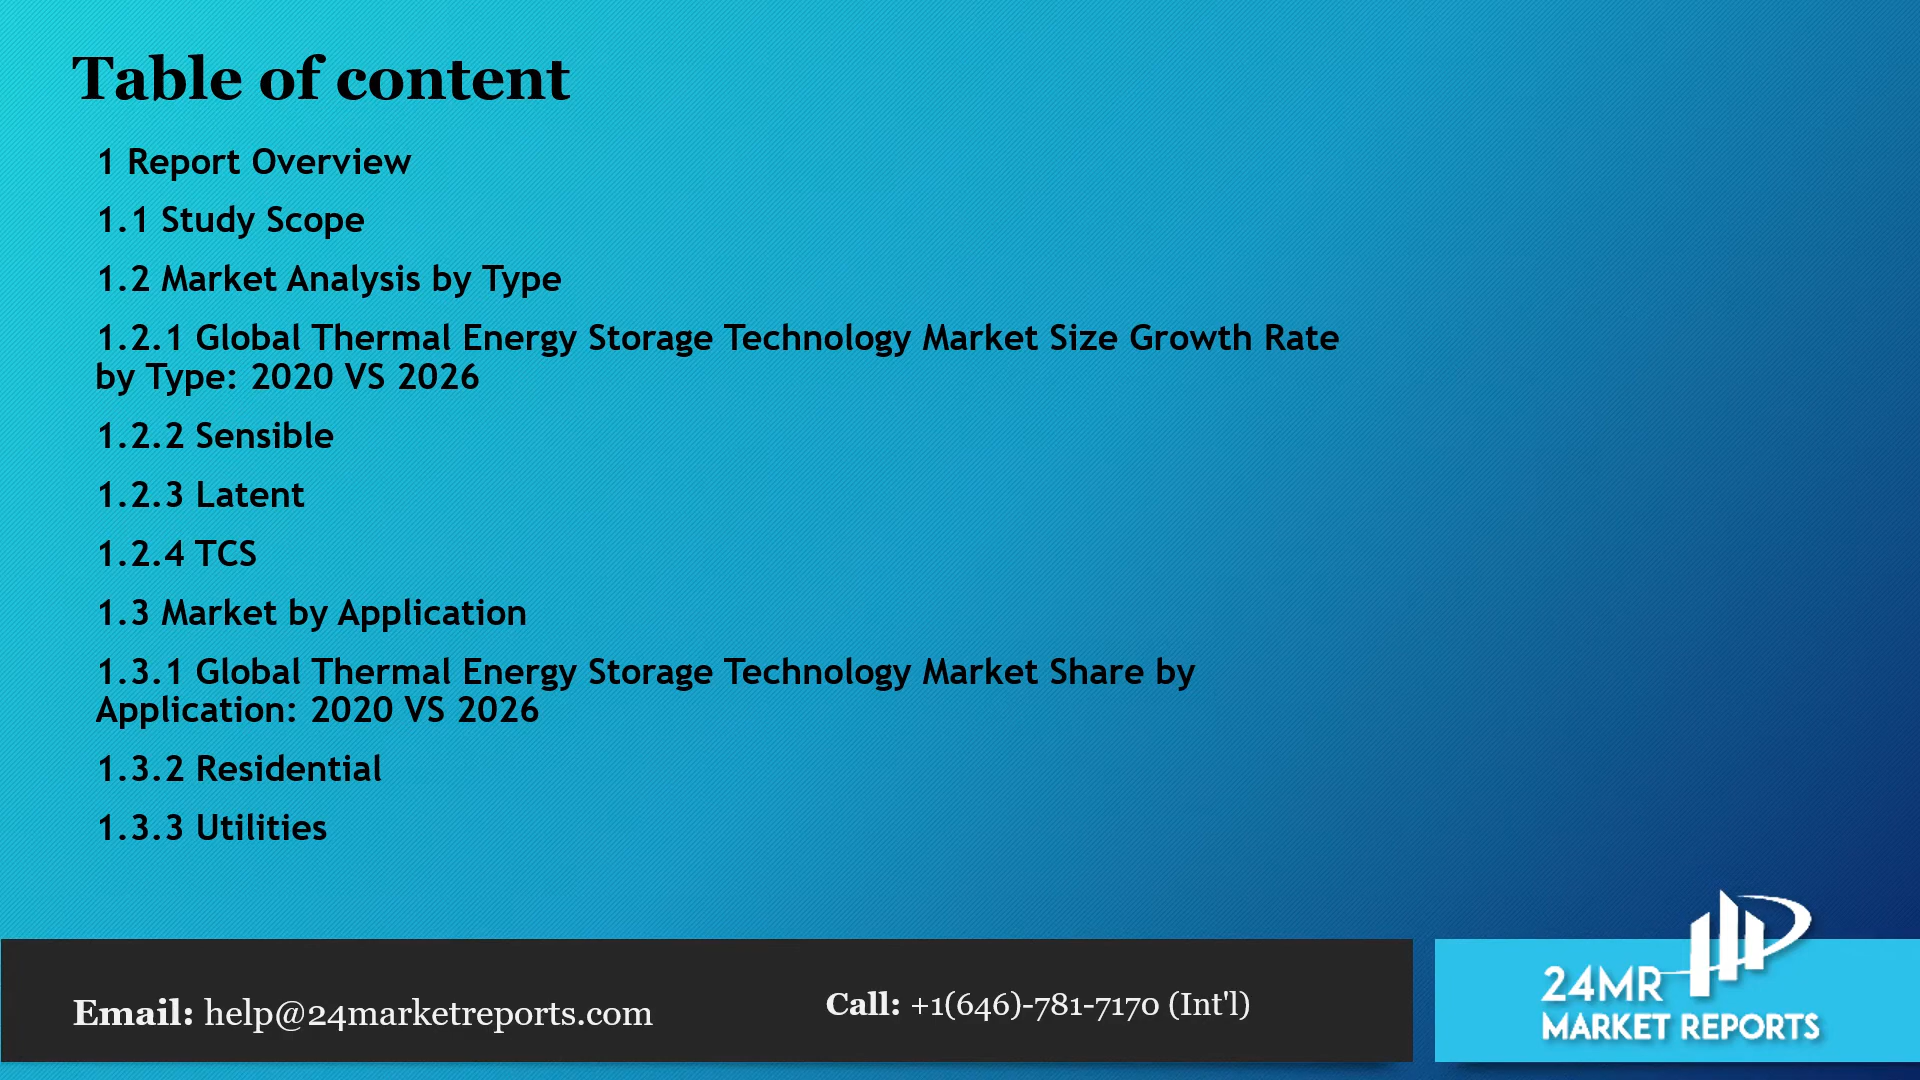 Table of content
1 Report Overview
1.1 Study Scope
1.2 Market Analysis by Type
1.2.1 Global Thermal Energy Storage Technology Market Size Growth Rate
by Type: 2020 VS 2026
1.2.2 Sensible
1.2.3 Latent
1.2.4 TCS
1.3 Market by Application
1.3.1 Global Thermal Energy Storage Technology Market Share by
Application: 2020 VS 2026
1.3.2 Residential
1.3.3 Utilities
Email: help@24marketreports.com
Call: +1(646)-781-7170 (Int'l)
24MR
MARKET REPORTS